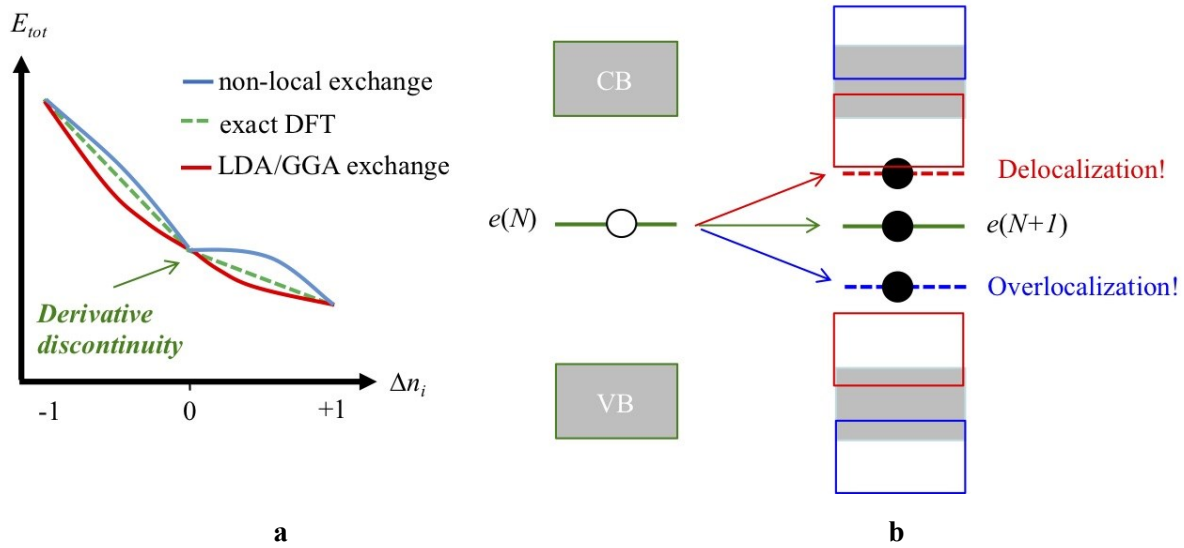 E_tot
non-local exchange
exact DFT
LDA/GGA exchange
Derivative
discontinuity
Δn_i
-1
0
+1
a
CB
e(N)
VB
Delocalization!
e(N+1)
Overlocalization!
b